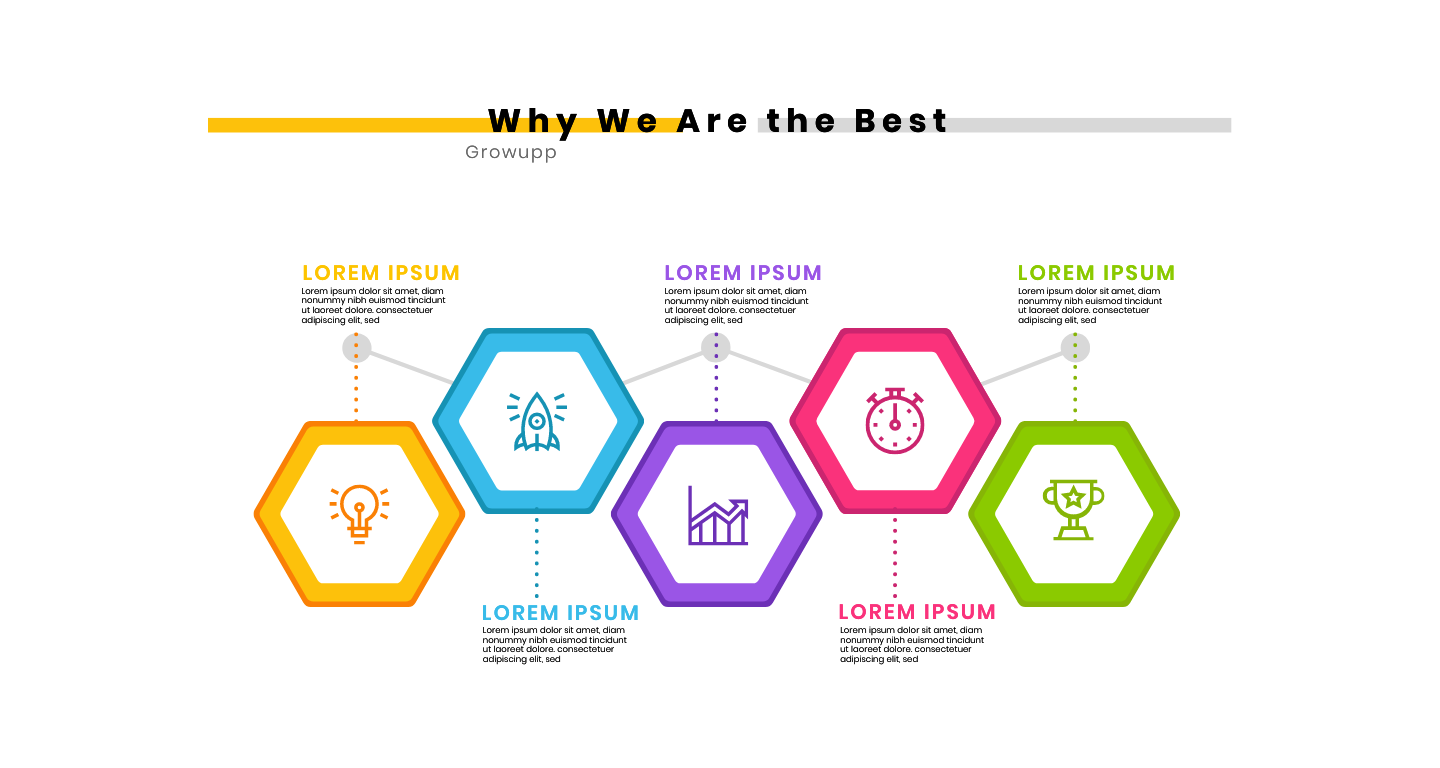 Why We Are the Best
Growupp
LOREM IPSUM
Lorem ipsum dolor sit amet, diam
nonummy nibh euismod tincidunt
ut laoreet dolore. consectetuer
adipiscing elit, sed
LOREM IPSUM
Lorem ipsum dolor sit amet, diam
nonummy nibh euismod tincidunt
ut laoreet dolore. consectetuer
adipiscing elit, sed
LOREM IPSUM
Lorem ipsum dolor sit amet, diam
nonummy nibh euismod tincidunt
ut laoreet dolore. consectetuer
adipiscing elit, sed
LOREM IPSUM
Lorem ipsum dolor sit amet, diam
nonummy nibh euismod tincidunt
ut laoreet dolore. consectetuer
adipiscing elit, sed
LOREM IPSUM
Lorem ipsum dolor sit amet, diam
nonummy nibh euismod tincidunt
ut laoreet dolore. consectetuer
adipiscing elit, sed